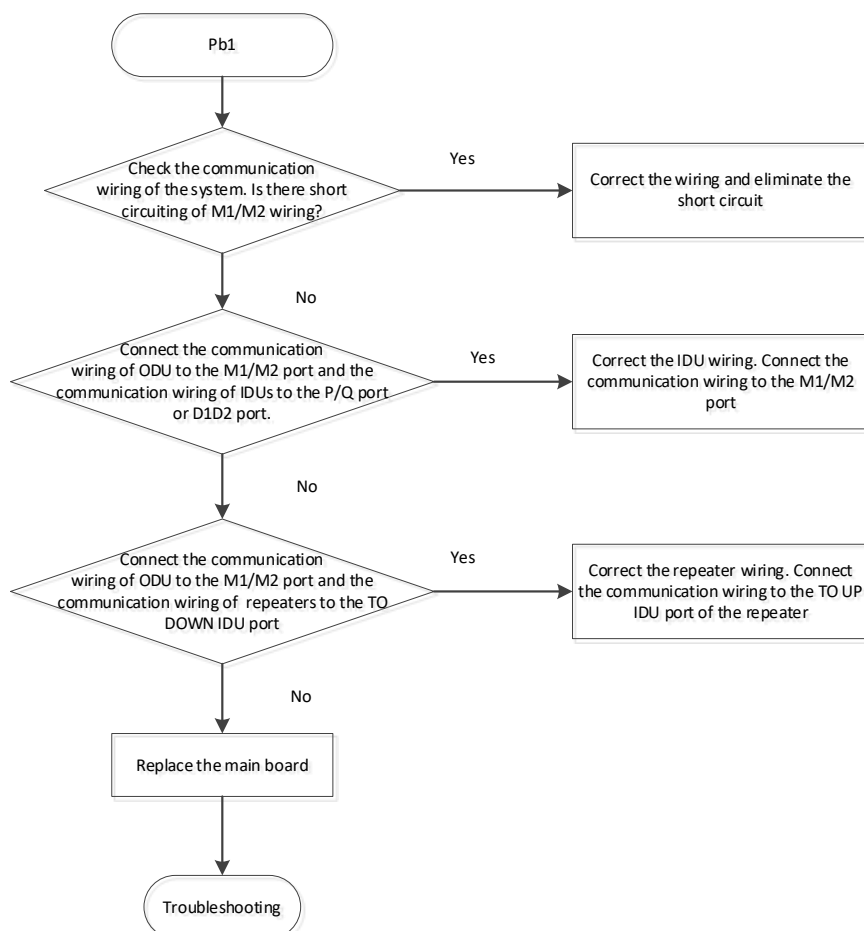 Pb1
Check the communication
wiring of the system. Is there short
circuiting of M1/M2 wiring?
Yes
Correct the wiring and eliminate the
short circuit
No
Connect the communication
wiring of ODU to the M1/M2 port and the
communication wiring of IDUs to the P/Q port
or D1D2 port.
Yes
Correct the IDU wiring. Connect the
communication wiring to the M1/M2
port
No
Connect the communication
wiring of ODU to the M1/M2 port and the
communication wiring of repeaters to the TO
DOWN IDU port
Yes
Correct the repeater wiring. Connect
the communication wiring to the TO UP
IDU port of the repeater
No
Replace the main board
Troubleshooting